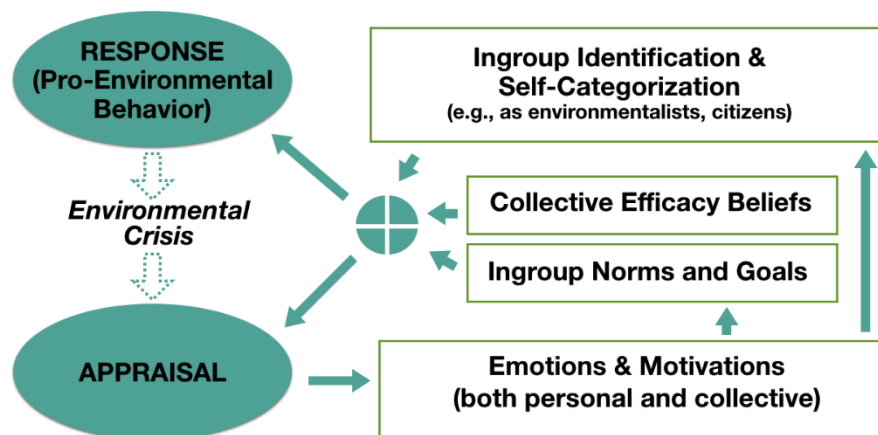 RESPONSE
(Pro-Environmental
Behavior)
Environmental
Crisis
APPRAISAL
Ingroup Identification &
Self-Categorization
(e.g., as environmentalists, citizens)
Collective Efficacy Beliefs
Ingroup Norms and Goals
Emotions & Motivations
(both personal and collective)